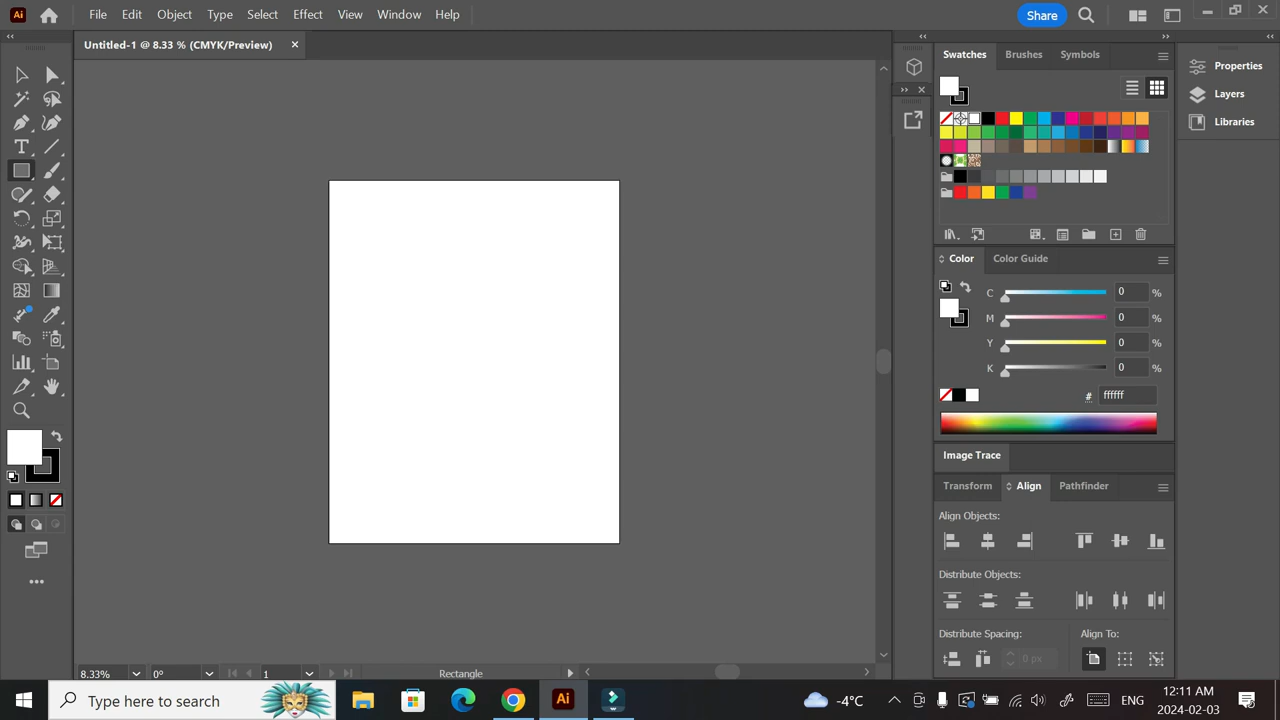 Ai File Edit Object Type Select Effect View Window Help Share
Untitled-1 @ 8.33 % (CMYK/Preview)
Swatches Brushes Symbols
Properties
Layers
Libraries
Color Color Guide
C 0 %
M 0 %
Y 0 %
K 0 %
# ffffff
Image Trace
Transform Align Pathfinder
Align Objects:
Distribute Objects:
Distribute Spacing: Align To:
0 px
8.33% 0° 1 Rectangle
Type here to search Ai -4°C ENG 12:11 AM
2024-02-03